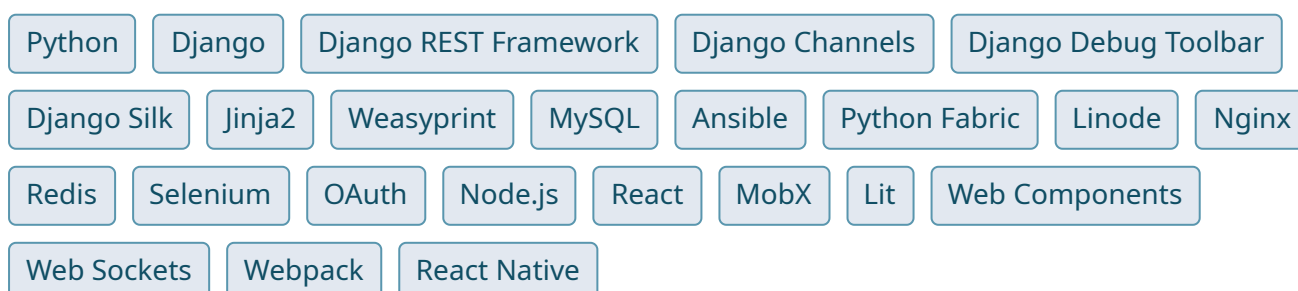 Python Django Django REST Framework Django Channels Django Debug Toolbar
Django Silk Jinja2 Weasyprint MySQL Ansible Python Fabric Linode Nginx
Redis Selenium OAuth Node.js React MobX Lit Web Components
Web Sockets Webpack React Native